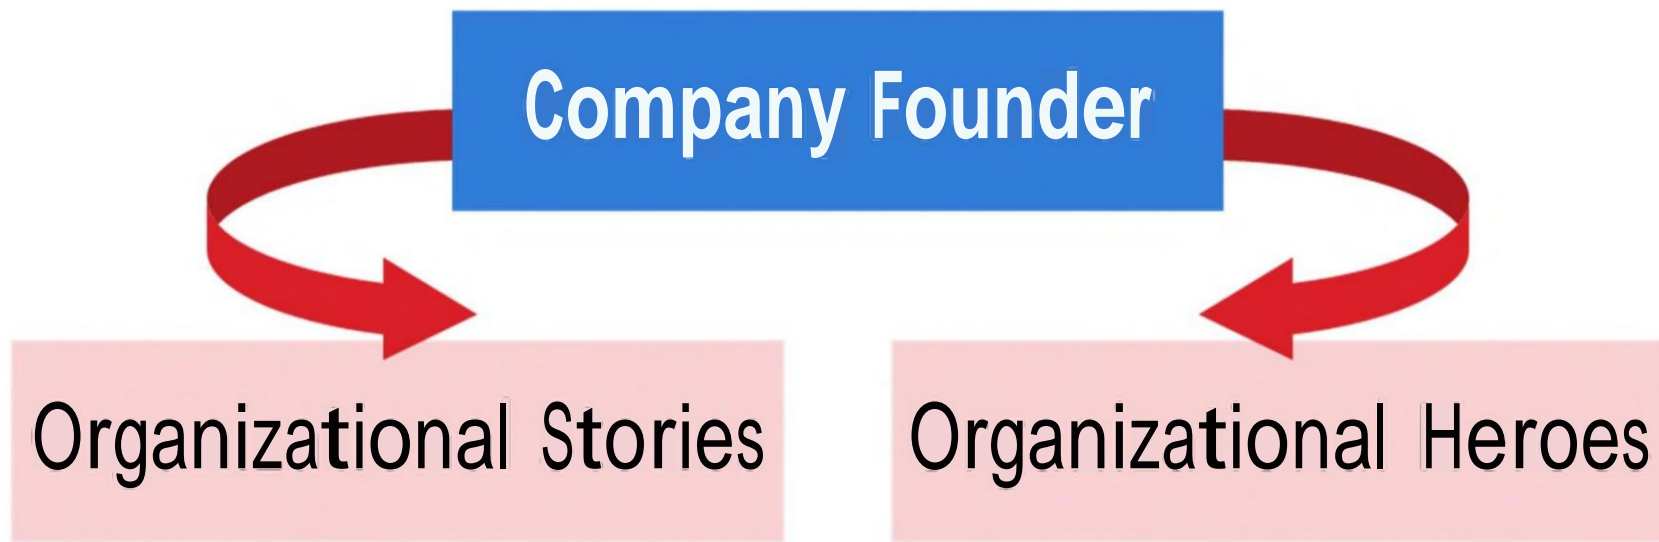 Company Founder
Organizational Stories
Organizational Heroes